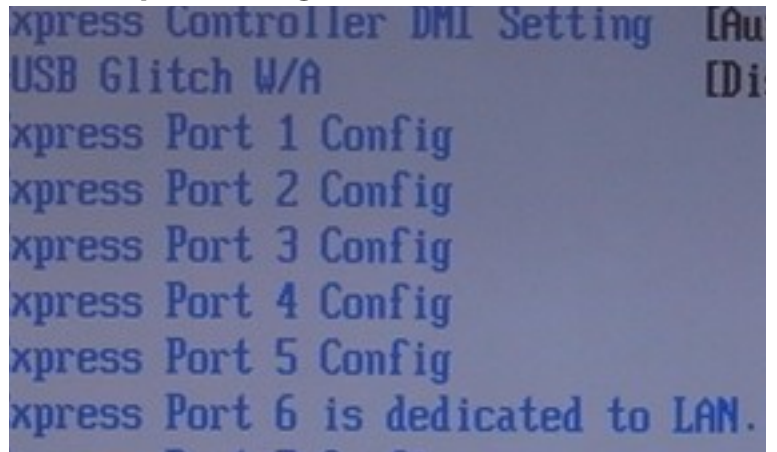 xpress Controller DMI Setting [Au
USB Glitch W/A [Dis
xpress Port 1 Config
xpress Port 2 Config
xpress Port 3 Config
xpress Port 4 Config
xpress Port 5 Config
xpress Port 6 is dedicated to LAN.